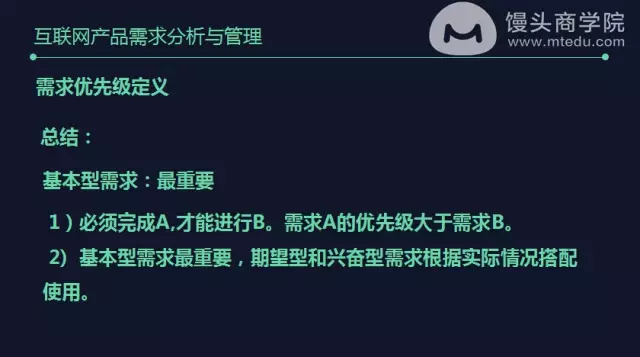 互联网产品需求分析与管理
馒头商学院
www.mtedu.com
需求优先级定义
总结：
基本型需求：最重要
1）必须完成A,才能进行B。需求A的优先级大于需求B。
2）基本型需求最重要，期望型和兴奋型需求根据实际情况搭配
使用。